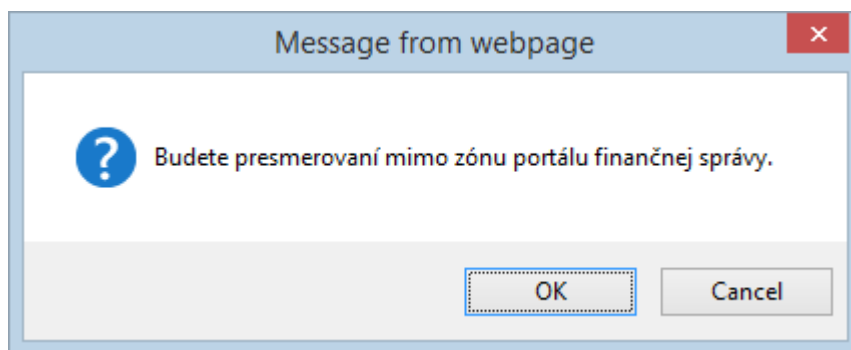 Message from webpage
Budete presmerovaní mimo zónu portálu finančnej správy.
OK
Cancel